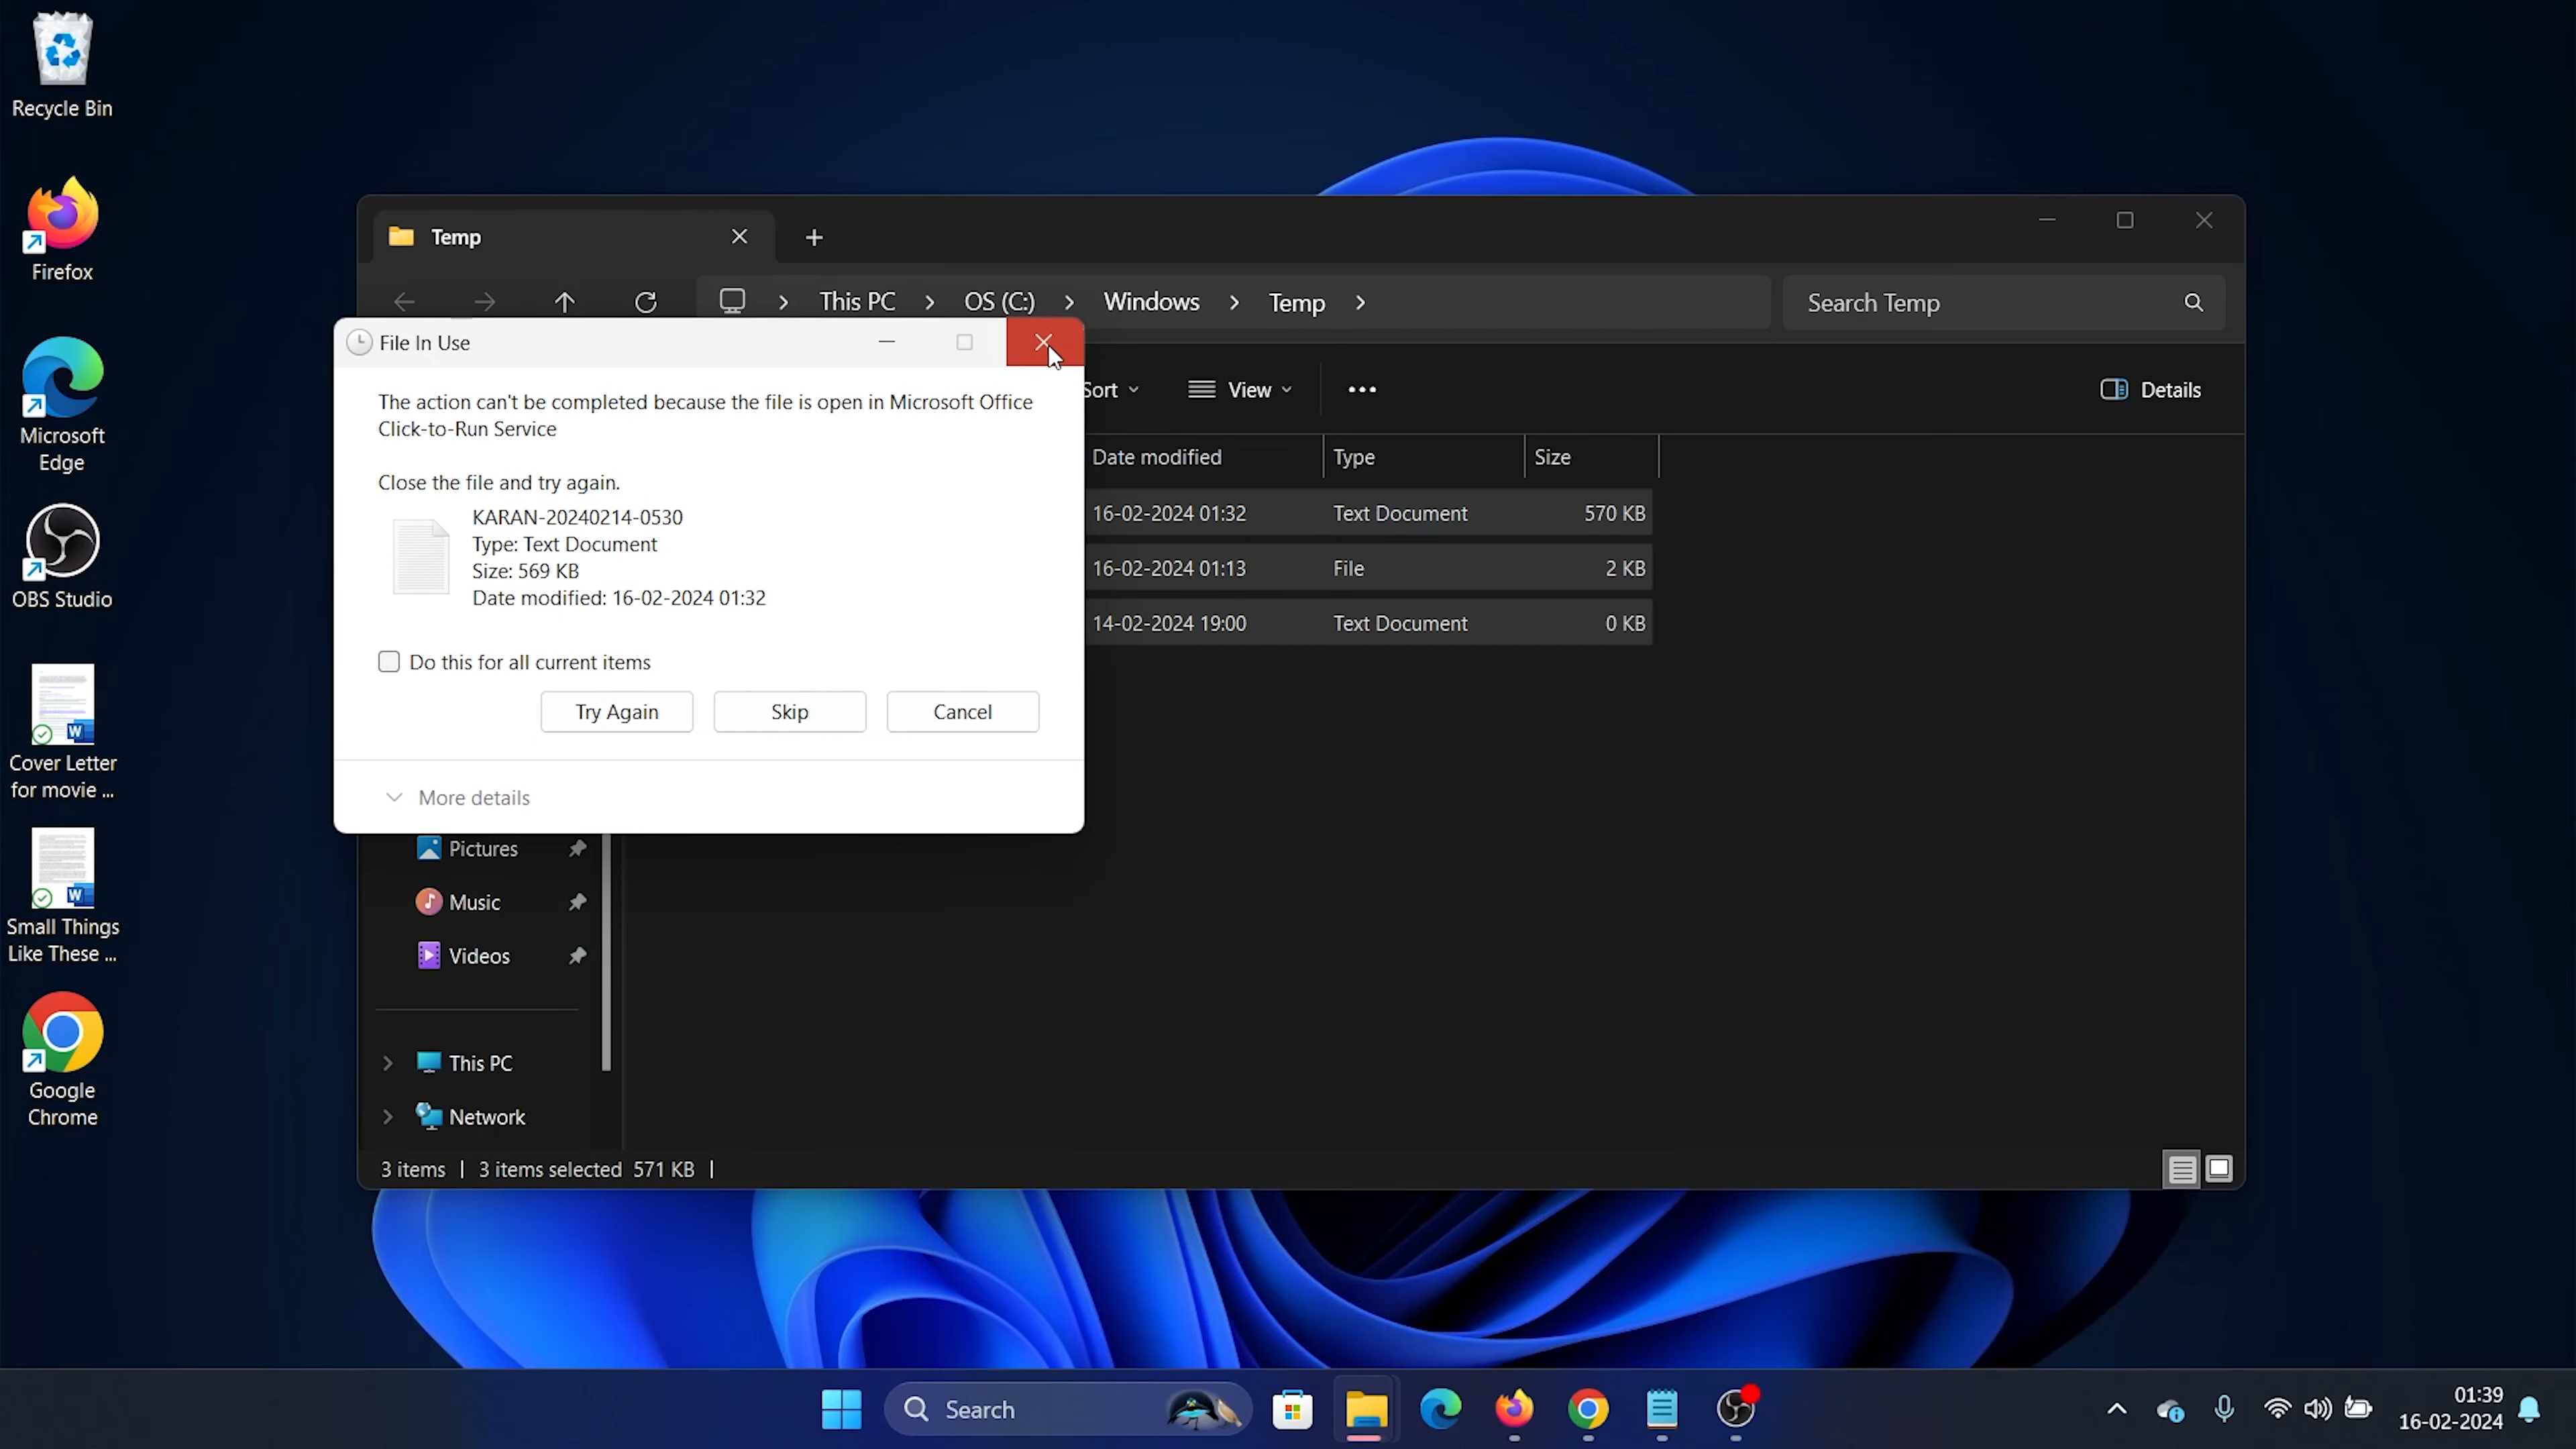 Recycle Bin
Firefox
Microsoft
Edge
OBS Studio
Cover Letter
for movie ...
Small Things
Like These ...
Google
Chrome
Temp
This PC
OS (C:)
Windows
Temp
Search Temp
File In Use
The action can't be completed because the file is open in Microsoft Office
Click-to-Run Service
Close the file and try again.
KARAN-20240214-0530
Type: Text Document
Size: 569 KB
Date modified: 16-02-2024 01:32
Do this for all current items
Try Again
Skip
Cancel
More details
Sort
View
Details
Date modified
Type
Size
16-02-2024 01:32 Text Document 570 KB
16-02-2024 01:13 File 2 KB
14-02-2024 19:00 Text Document 0 KB
Pictures
Music
Videos
This PC
Network
3 items | 3 items selected 571 KB |
Search
01:39
16-02-2024